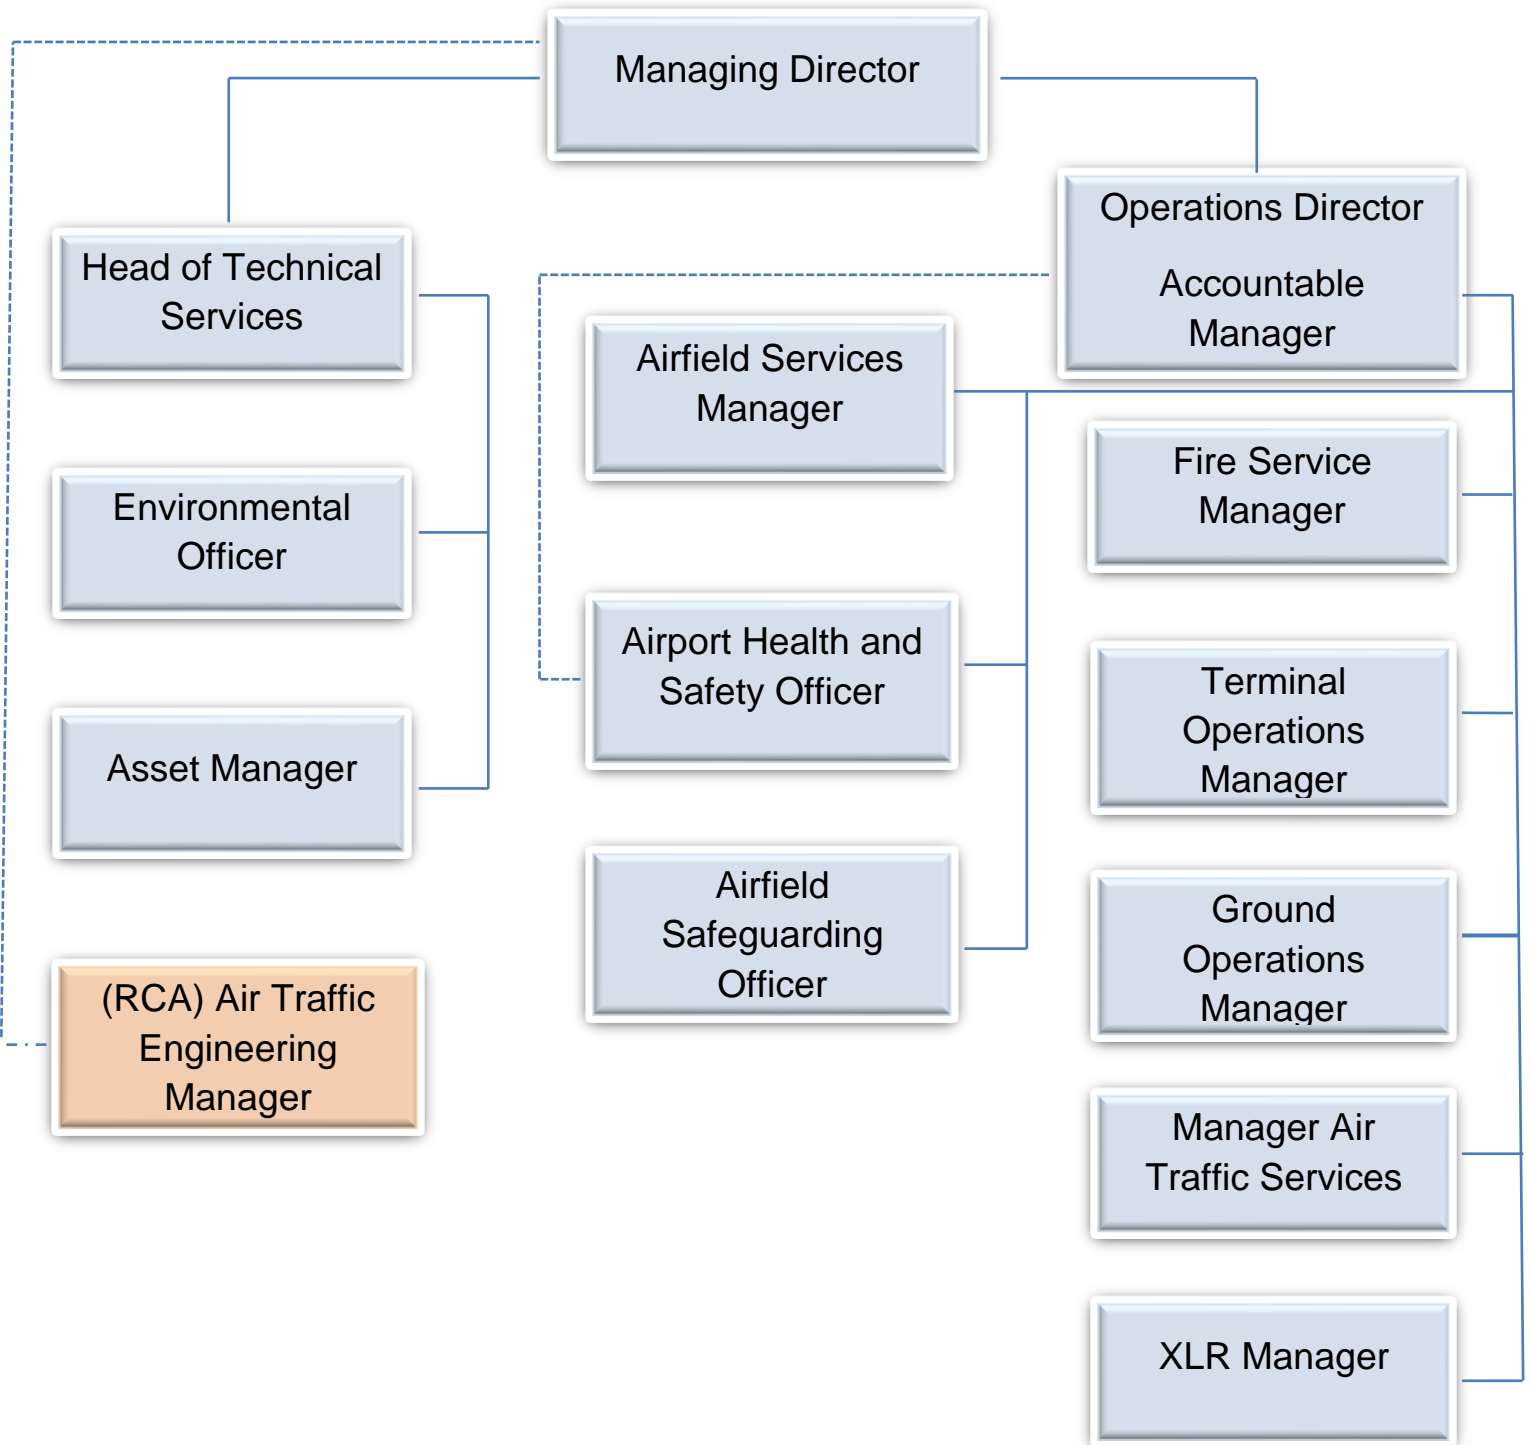 Managing Director
Operations Director
Accountable
Manager
Head of Technical
Services
Airfield Services
Manager
Fire Service
Manager
Environmental
Officer
Airport Health and
Safety Officer
Terminal
Operations
Manager
Asset Manager
Airfield
Safeguarding
Officer
Ground
Operations
Manager
(RCA) Air Traffic
Engineering
Manager
Manager Air
Traffic Services
XLR Manager